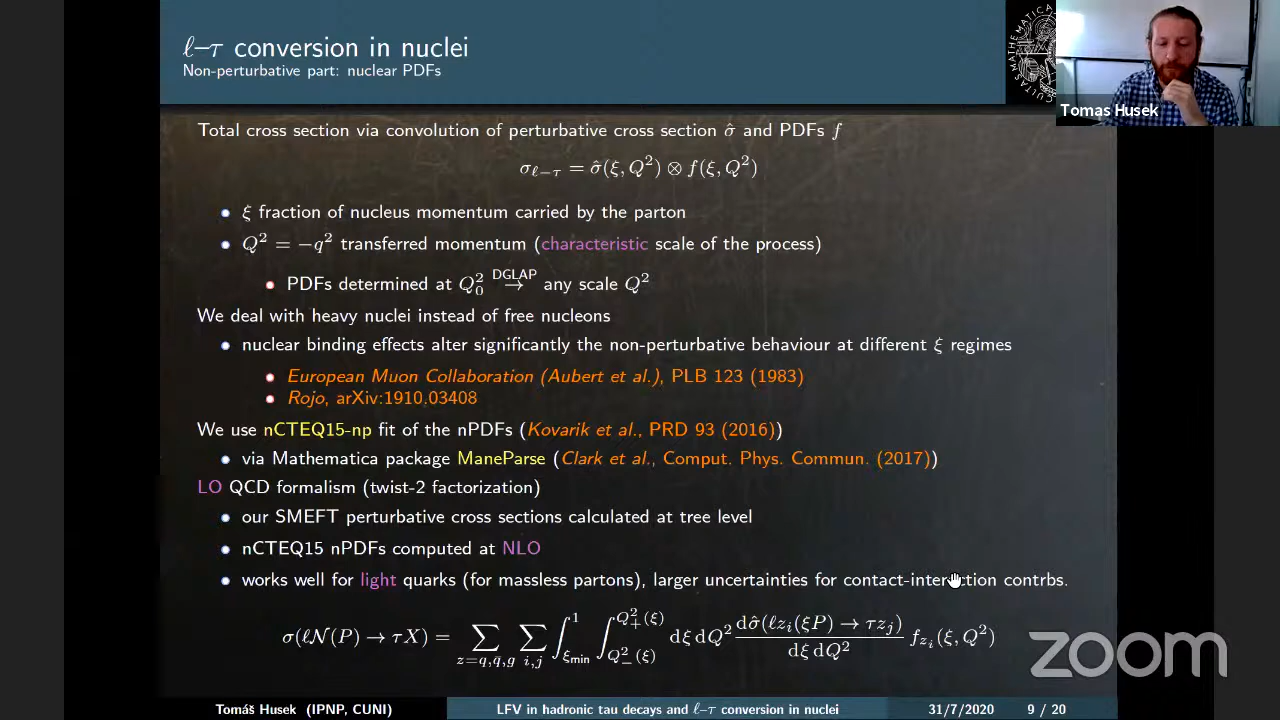 ℓ–τ conversion in nuclei
Non-perturbative part: nuclear PDFs
Tomas Husek
Total cross section via convolution of perturbative cross section σ̂ and PDFs f
σ_{ℓ−τ} = σ̂(ξ, Q²) ⊗ f(ξ, Q²)
ξ fraction of nucleus momentum carried by the parton
Q² = −q² transferred momentum (characteristic scale of the process)
PDFs determined at Q₀² →^{DGLAP} any scale Q²
We deal with heavy nuclei instead of free nucleons
nuclear binding effects alter significantly the non-perturbative behaviour at different ξ regimes
European Muon Collaboration (Aubert et al.), PLB 123 (1983)
Rojo, arXiv:1910.03408
We use nCTEQ15-np fit of the nPDFs (Kovarik et al., PRD 93 (2016))
via Mathematica package ManeParse (Clark et al., Comput. Phys. Commun. (2017))
LO QCD formalism (twist-2 factorization)
our SMEFT perturbative cross sections calculated at tree level
nCTEQ15 nPDFs computed at NLO
works well for light quarks (for massless partons), larger uncertainties for contact-interaction contrbs.
σ(ℓN(P) → τX) = ∑_{z=q,q̄,g} ∑_{i,j} ∫_{ξ_min}^{1} ∫_{Q²₋(ξ)}^{Q²₊(ξ)} dξ dQ² dσ̂(ℓz_i(ξP) → τz_j) / dξ dQ² f_{z_i}(ξ, Q²)
zoom
Tomáš Husek (IPNP, CUNI) LFV in hadronic tau decays and ℓ–τ conversion in nuclei 31/7/2020 9 / 20